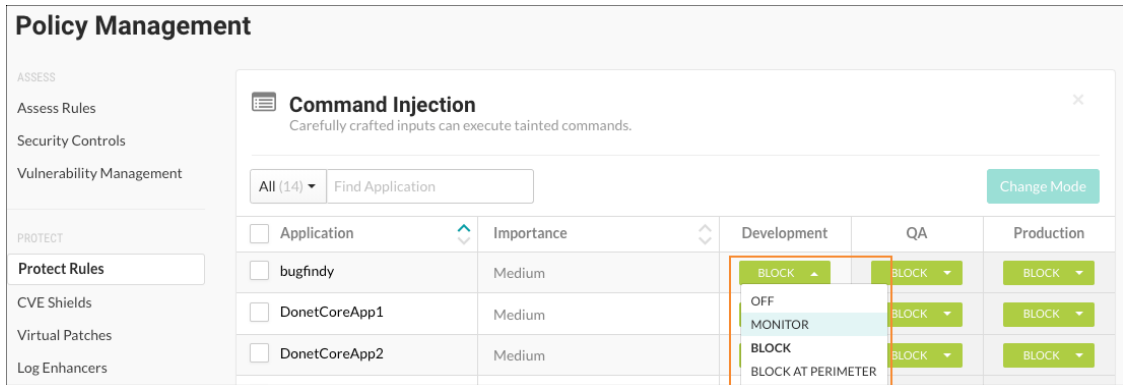 Policy Management
ASSESS
Assess Rules
Security Controls
Vulnerability Management
PROTECT
Protect Rules
CVE Shields
Virtual Patches
Log Enhancers
Command Injection
Carefully crafted inputs can execute tainted commands.
All (14) Find Application Change Mode
Application Importance Development QA Production
bugfindy Medium BLOCK BLOCK BLOCK
DonetCoreApp1 Medium BLOCK BLOCK
DonetCoreApp2 Medium BLOCK BLOCK
OFF
MONITOR
BLOCK
BLOCK AT PERIMETER